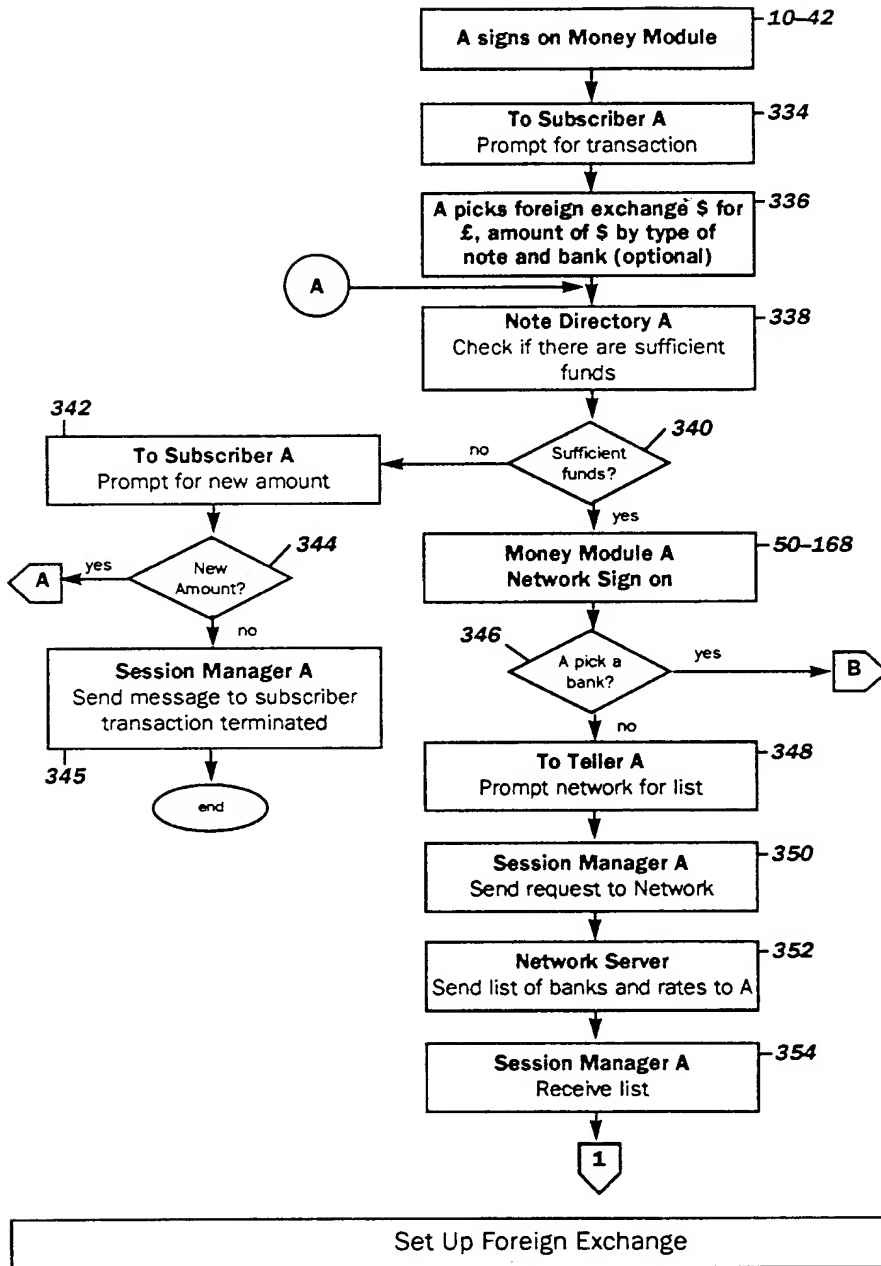 A signs on Money Module
10–42
To Subscriber A
Prompt for transaction
334
A picks foreign exchange $ for
£, amount of $ by type of
note and bank (optional)
336
A
Note Directory A
Check if there are sufficient
funds
338
342
To Subscriber A
Prompt for new amount
no
Sufficient
funds?
340
yes
A
yes
New
Amount?
344
no
Money Module A
Network Sign on
50–168
Session Manager A
Send message to subscriber
transaction terminated
345
end
346
A pick a
bank?
yes
B
no
To Teller A
Prompt network for list
348
Session Manager A
Send request to Network
350
Network Server
Send list of banks and rates to A
352
Session Manager A
Receive list
354
1
Set Up Foreign Exchange